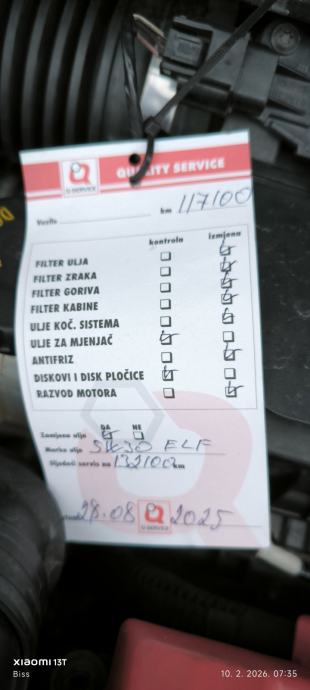 Q-SERVICE QUALITY SERVICE
Vozilo km 117100
kontrola izmjena
FILTER ULJA
FILTER ZRAKA
FILTER GORIVA
FILTER KABINE
ULJE KOČ. SISTEMA
ULJE ZA MJENJAČ
ANTIFRIZ
DISKOVI I DISK PLOČICE
RAZVOD MOTORA
DA NE
Zamjena ulja
Marka ulja 5W30 ELF
Sljedeći servis na 132100 km
28.08 Q-SERVICE 2025
XIAOMI 13T
Biss 10. 2. 2026. 07:35